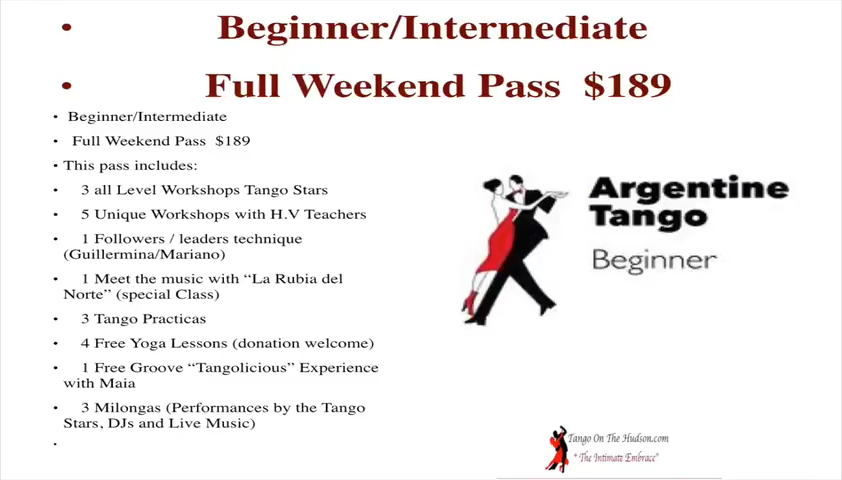 • Beginner/Intermediate
• Full Weekend Pass $189
• Beginner/Intermediate
• Full Weekend Pass $189
• This pass includes:
• 3 all Level Workshops Tango Stars
• 5 Unique Workshops with H.V Teachers
• 1 Followers / leaders technique
(Guillermina/Mariano)
• 1 Meet the music with “La Rubia del
Norte” (special Class)
• 3 Tango Practicas
• 4 Free Yoga Lessons (donation welcome)
• 1 Free Groove “Tangolicious” Experience
with Maia
• 3 Milongas (Performances by the Tango
Stars, DJs and Live Music)
•
Argentine
Tango
Beginner
Tango On The Hudson.com
" The Intimate Embrace"